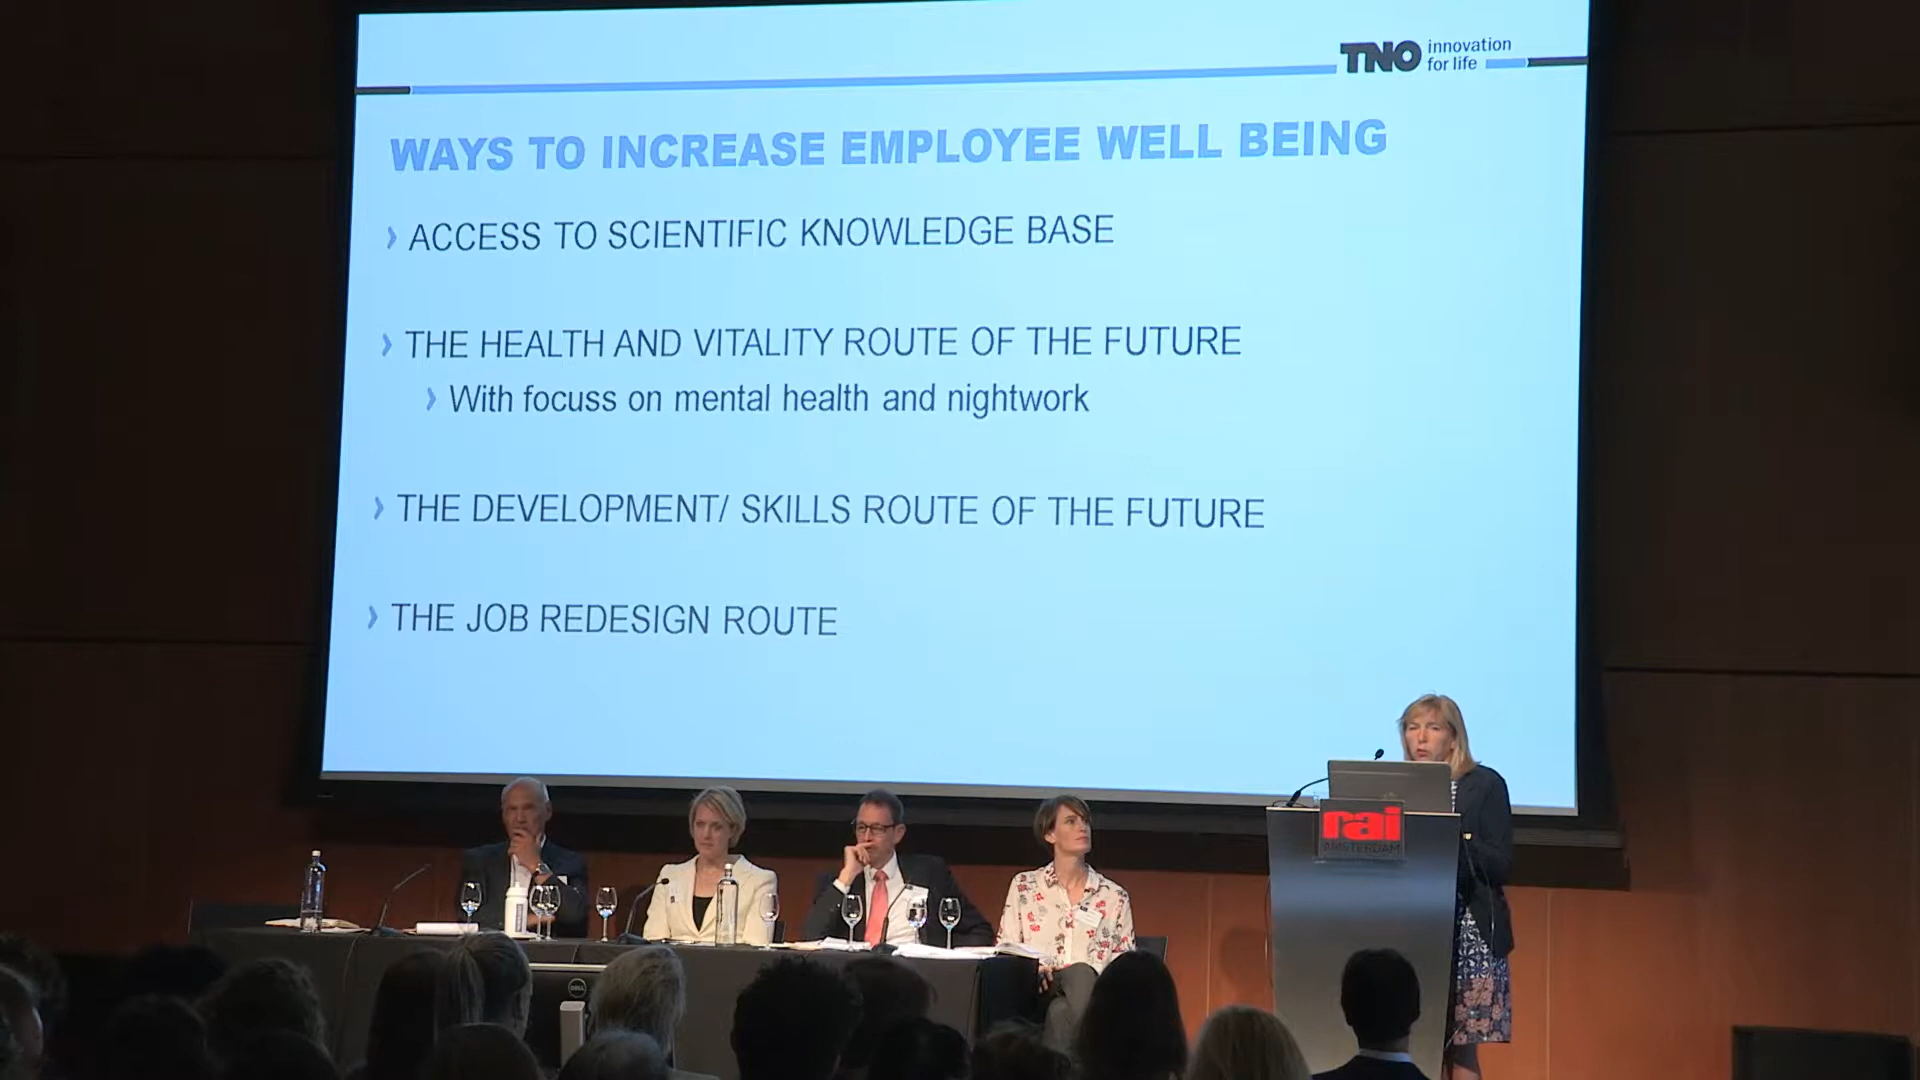 TNO innovation
for life
WAYS TO INCREASE EMPLOYEE WELL BEING
› ACCESS TO SCIENTIFIC KNOWLEDGE BASE
› THE HEALTH AND VITALITY ROUTE OF THE FUTURE
› With focuss on mental health and nightwork
› THE DEVELOPMENT/ SKILLS ROUTE OF THE FUTURE
› THE JOB REDESIGN ROUTE
rai
AMSTERDAM
DELL